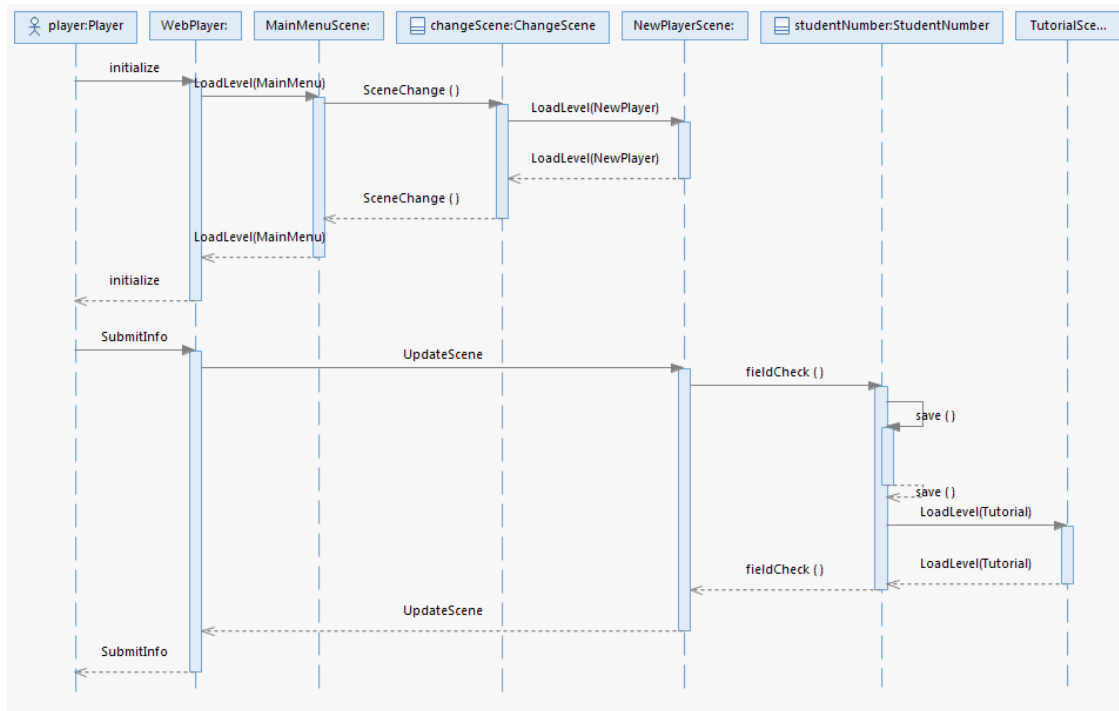 player:Player
WebPlayer:
MainMenuScene:
changeScene:ChangeScene
NewPlayerScene:
studentNumber:StudentNumber
TutorialSce...
initialize
LoadLevel(MainMenu)
SceneChange ( )
LoadLevel(NewPlayer)
LoadLevel(NewPlayer)
SceneChange ( )
LoadLevel(MainMenu)
initialize
SubmitInfo
UpdateScene
fieldCheck ( )
save ( )
save ( )
LoadLevel(Tutorial)
LoadLevel(Tutorial)
fieldCheck ( )
UpdateScene
SubmitInfo